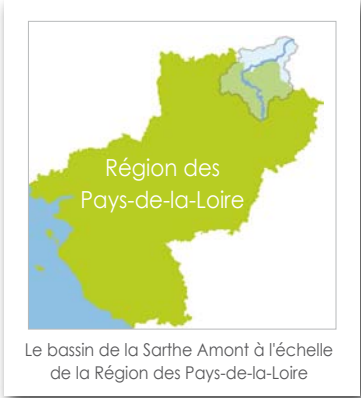 Région des
Pays-de-la-Loire
Le bassin de la Sarthe Amont à l'échelle
de la Région des Pays-de-la-Loire